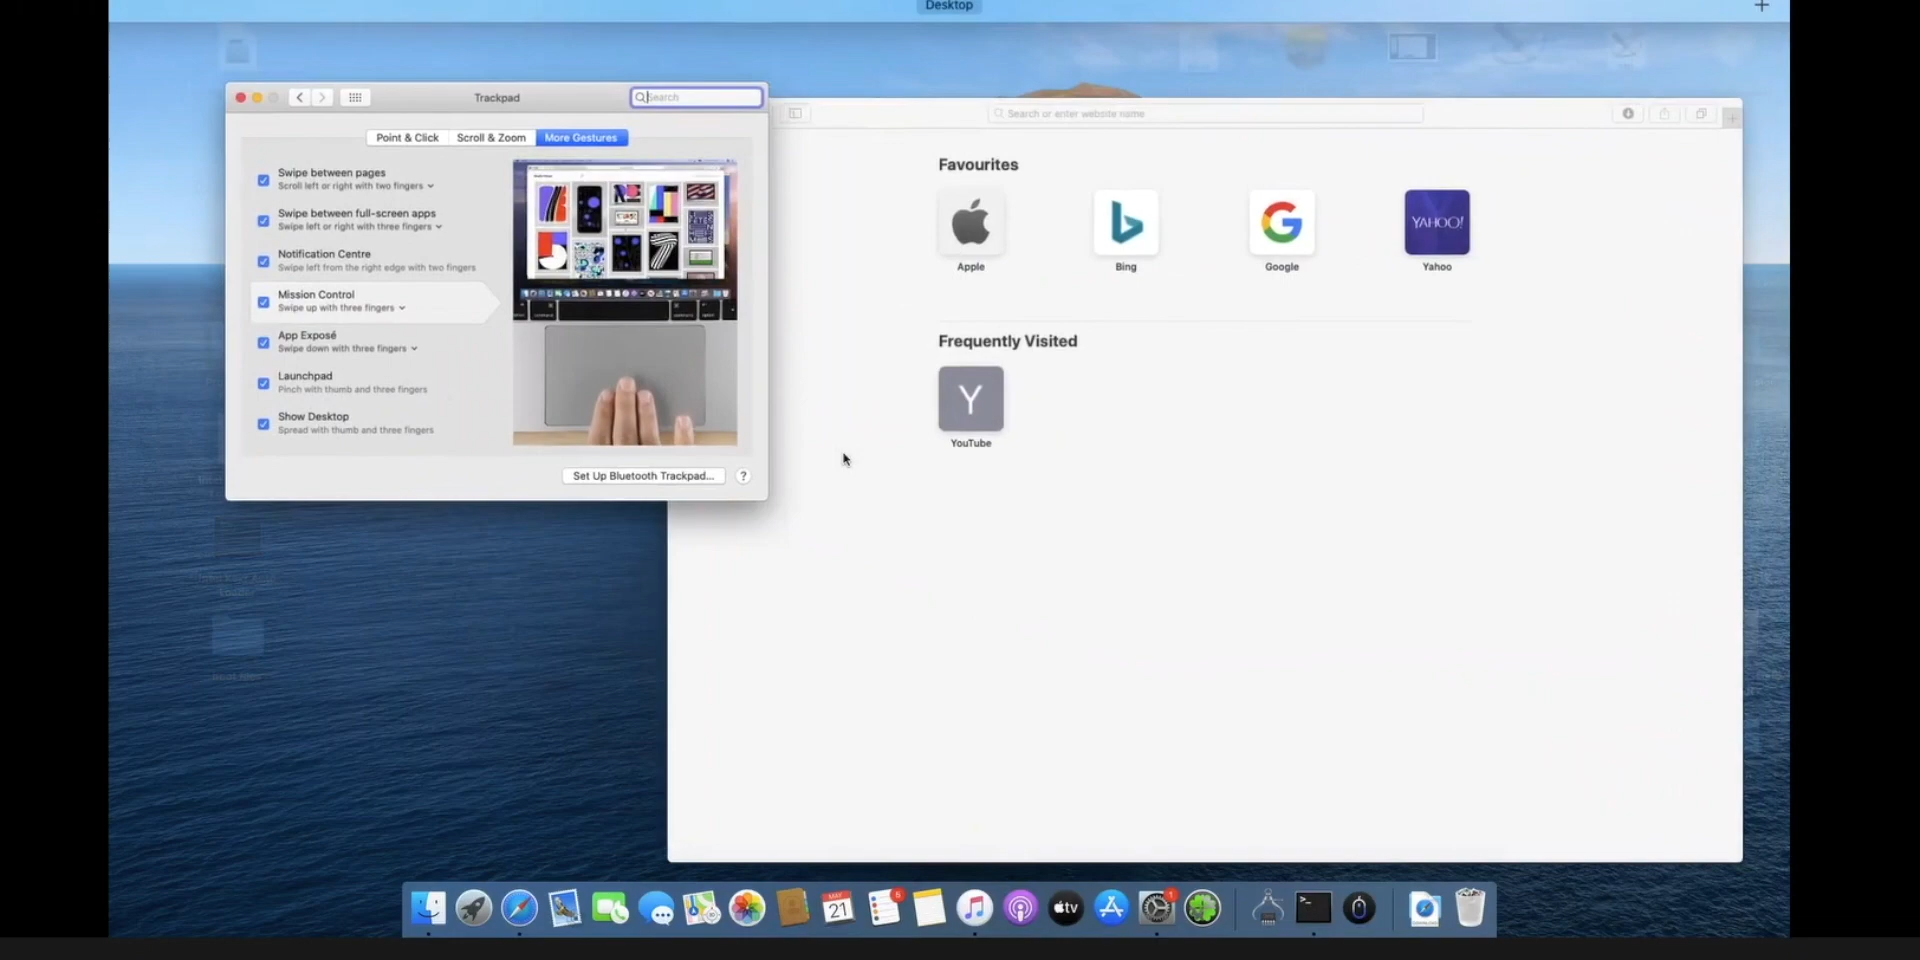 Desktop
Trackpad
Search
Point & Click
Scroll & Zoom
More Gestures
Swipe between pages
Scroll left or right with two fingers
Swipe between full-screen apps
Swipe left or right with three fingers
Notification Centre
Swipe left from the right edge with two fingers
Mission Control
Swipe up with three fingers
App Exposé
Swipe down with three fingers
Launchpad
Pinch with thumb and three fingers
Show Desktop
Spread with thumb and three fingers
Set Up Bluetooth Trackpad...
?
Search or enter website name
Favourites
Apple
Bing
Google
YAHOO!
Yahoo
Frequently Visited
Y
YouTube
MAY
21
5
tv
1